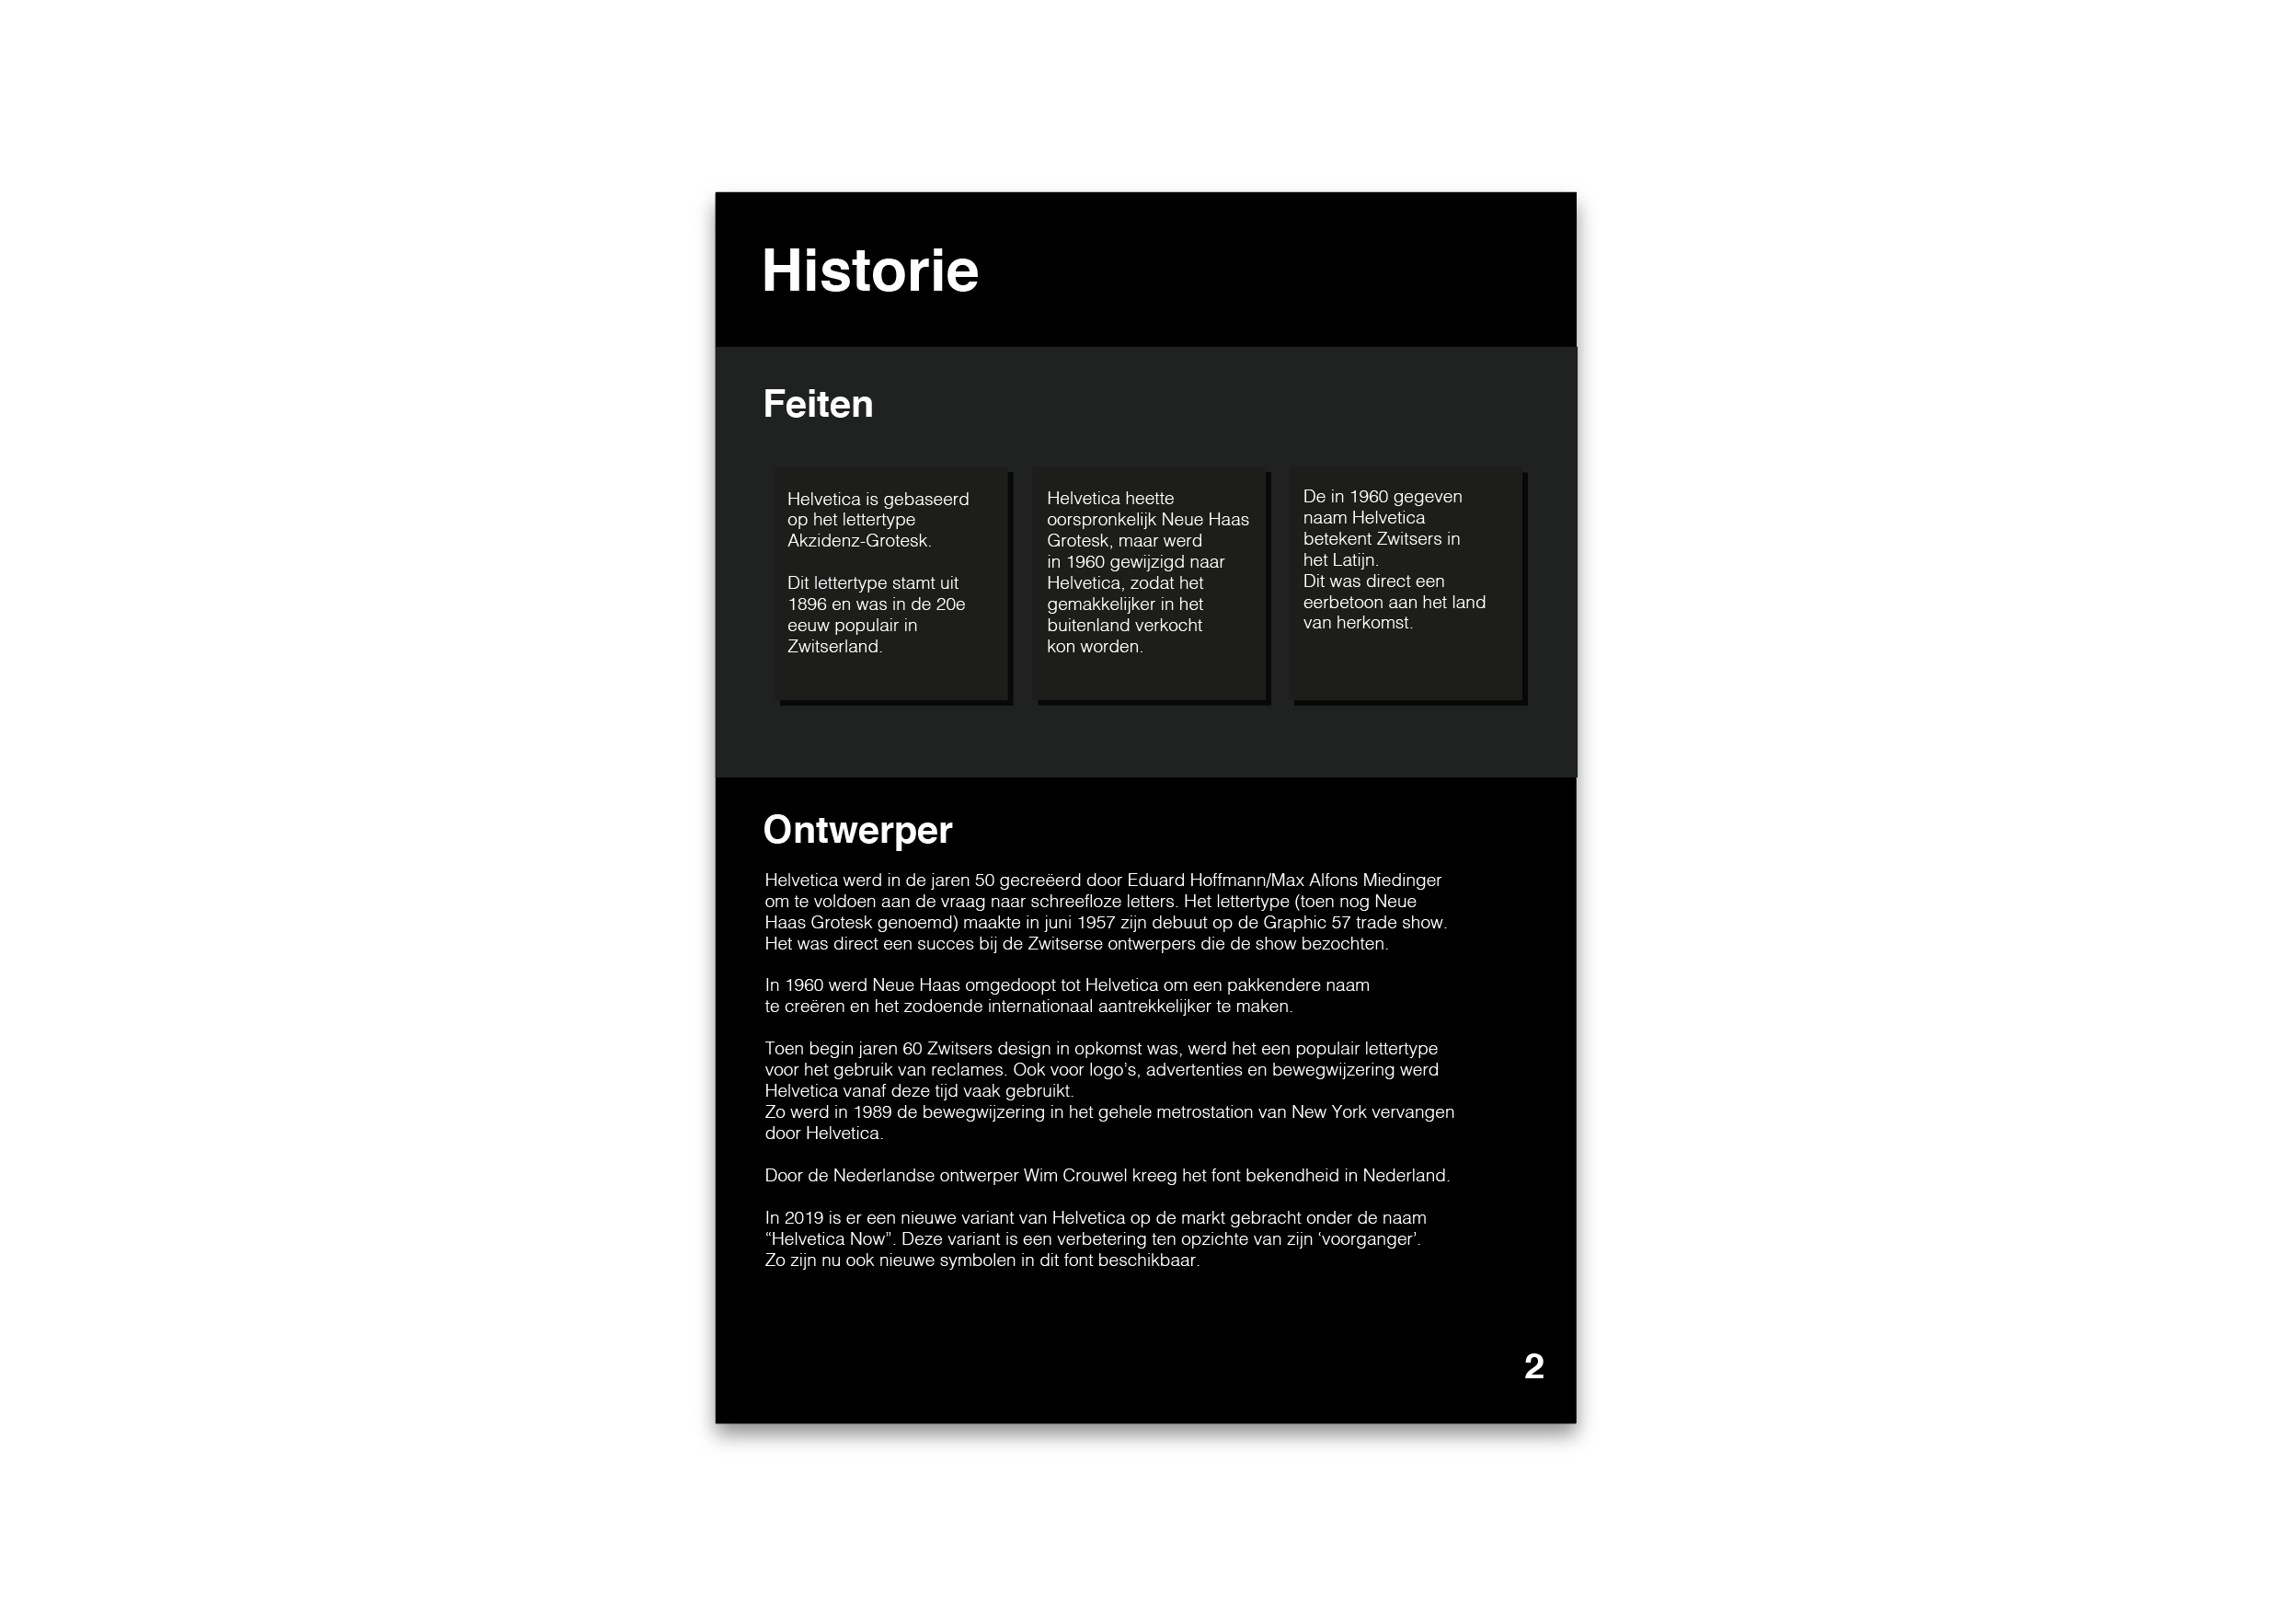 Historie
Feiten
Helvetica is gebaseerd
op het lettertype
Akzidenz-Grotesk.
Dit lettertype stamt uit
1896 en was in de 20e
eeuw populair in
Zwitserland.
Helvetica heette
oorspronkelijk Neue Haas
Grotesk, maar werd
in 1960 gewijzigd naar
Helvetica, zodat het
gemakkelijker in het
buitenland verkocht
kon worden.
De in 1960 gegeven
naam Helvetica
betekent Zwitsers in
het Latijn.
Dit was direct een
eerbetoon aan het land
van herkomst.
Ontwerper
Helvetica werd in de jaren 50 gecreëerd door Eduard Hoffmann/Max Alfons Miedinger
om te voldoen aan de vraag naar schreefloze letters. Het lettertype (toen nog Neue
Haas Grotesk genoemd) maakte in juni 1957 zijn debuut op de Graphic 57 trade show.
Het was direct een succes bij de Zwitserse ontwerpers die de show bezochten.
In 1960 werd Neue Haas omgedoopt tot Helvetica om een pakkendere naam
te creëren en het zodoende internationaal aantrekkelijker te maken.
Toen begin jaren 60 Zwitsers design in opkomst was, werd het een populair lettertype
voor het gebruik van reclames. Ook voor logo’s, advertenties en bewegwijzering werd
Helvetica vanaf deze tijd vaak gebruikt.
Zo werd in 1989 de bewegwijzering in het gehele metrostation van New York vervangen
door Helvetica.
Door de Nederlandse ontwerper Wim Crouwel kreeg het font bekendheid in Nederland.
In 2019 is er een nieuwe variant van Helvetica op de markt gebracht onder de naam
“Helvetica Now”. Deze variant is een verbetering ten opzichte van zijn ‘voorganger’.
Zo zijn nu ook nieuwe symbolen in dit font beschikbaar.
2